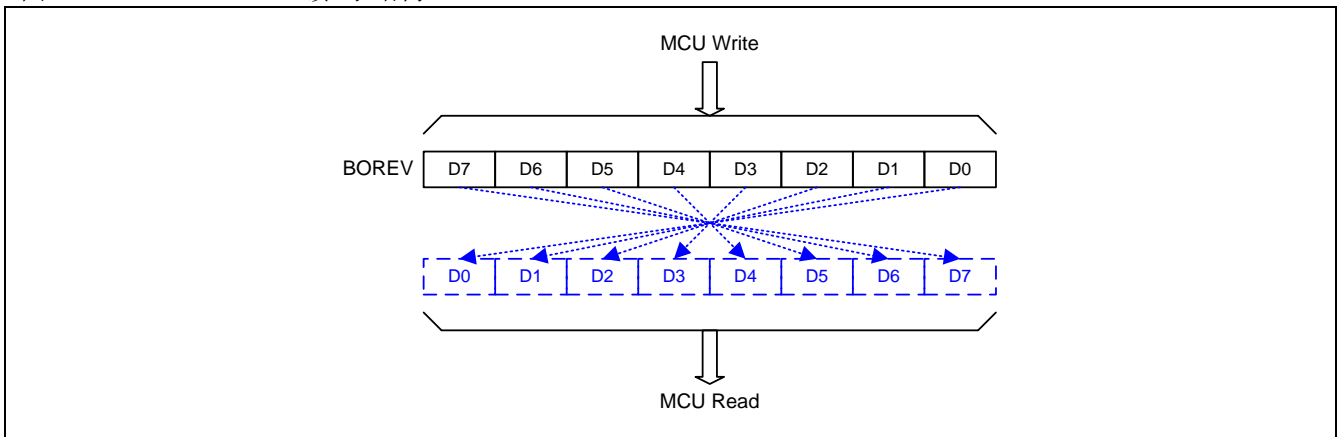 MCU Write
BOREV D7 D6 D5 D4 D3 D2 D1 D0
D0 D1 D2 D3 D4 D5 D6 D7
MCU Read